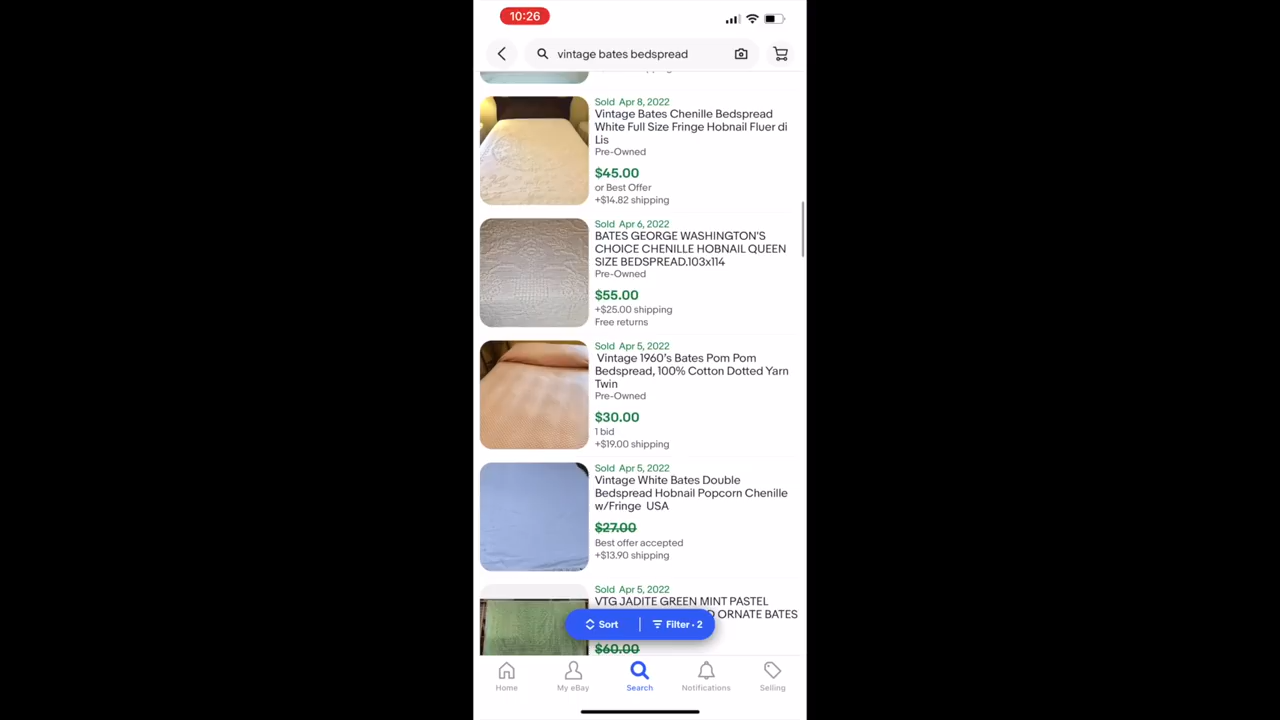 10:26
vintage bates bedspread
Sold Apr 8, 2022
Vintage Bates Chenille Bedspread
White Full Size Fringe Hobnail Fluer di
Lis
Pre-Owned
$45.00
or Best Offer
+$14.82 shipping
Sold Apr 6, 2022
BATES GEORGE WASHINGTON'S
CHOICE CHENILLE HOBNAIL QUEEN
SIZE BEDSPREAD.103x114
Pre-Owned
$55.00
+$25.00 shipping
Free returns
Sold Apr 5, 2022
Vintage 1960's Bates Pom Pom
Bedspread, 100% Cotton Dotted Yarn
Twin
Pre-Owned
$30.00
1 bid
+$19.00 shipping
Sold Apr 5, 2022
Vintage White Bates Double
Bedspread Hobnail Popcorn Chenille
w/Fringe USA
$27.00
Best offer accepted
+$13.90 shipping
Sold Apr 5, 2022
VTG JADITE GREEN MINT PASTEL
ORNATE BATES
$60.00
Sort
Filter · 2
Home
My eBay
Search
Notifications
Selling